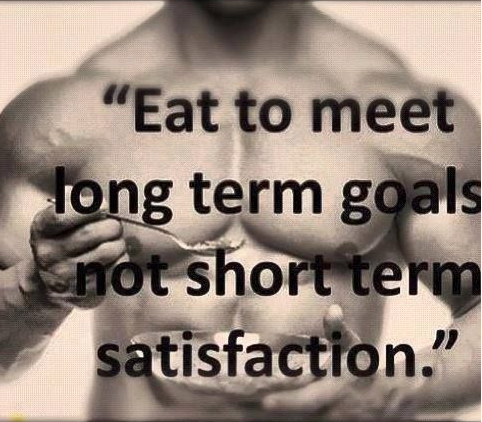 “Eat to meet
long term goals
not short term
satisfaction.”